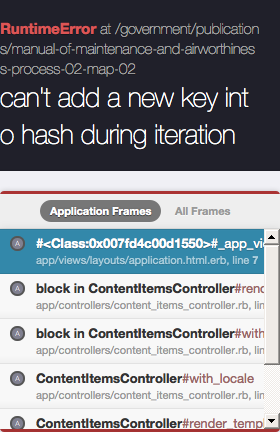 RuntimeError at /government/publication
s/manual-of-maintenance-and-airworthines
s-process-02-map-02
can't add a new key int
o hash during iteration
Application Frames All Frames
A #<Class:0x007fd4c00d1550>#_app_vi
app/views/layouts/application.html.erb, line 7
A block in ContentItemsController#rend
app/controllers/content_items_controller.rb, lin
A block in ContentItemsController#with
app/controllers/content_items_controller.rb, lin
A ContentItemsController#with_locale
app/controllers/content_items_controller.rb, lin
A ContentItemsController#render_temp